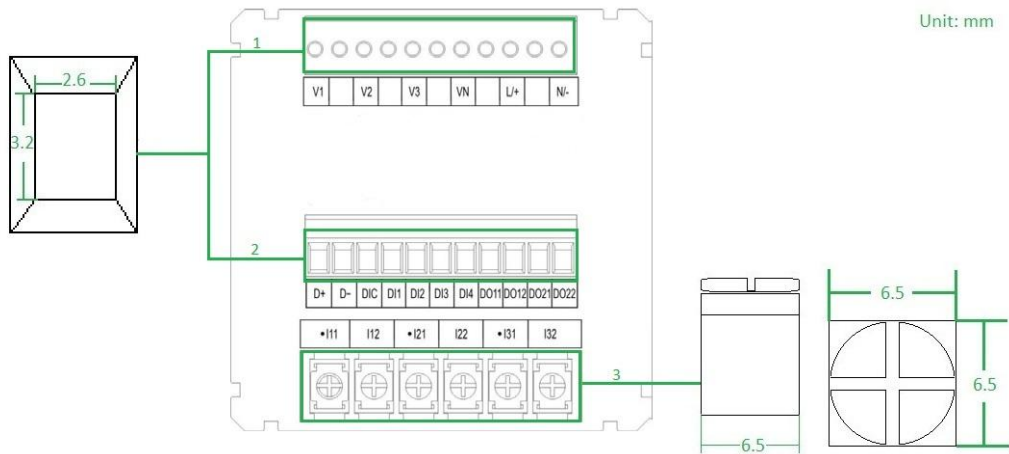 Unit: mm
1
2.6
3.2
V1 V2 V3 VN L/+ N/-
2
D+ D- DIC DI1 DI2 DI3 DI4 DO11 DO12 DO21 DO22
•I11 I12 •I21 I22 •I31 I32
3
6.5
6.5
6.5